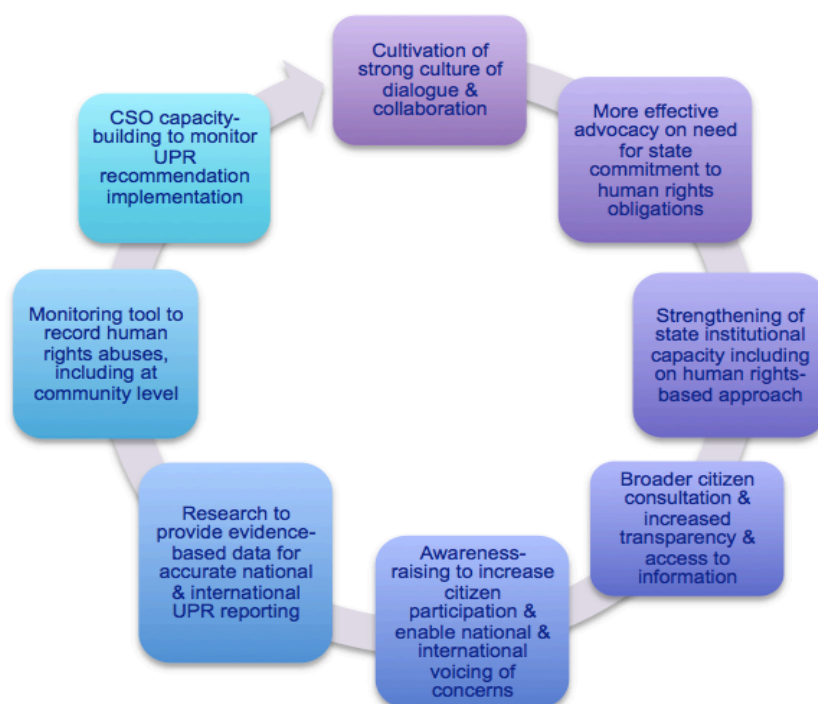 Cultivation of
strong culture of
dialogue &
collaboration
More effective
advocacy on need
for state
commitment to
human rights
obligations
Strengthening of
state institutional
capacity including
on human rights-
based approach
Broader citizen
consultation &
increased
transparency &
access to
information
Awareness-
raising to increase
citizen
participation &
enable national &
international
voicing of
concerns
Research to
provide evidence-
based data for
accurate national
& international
UPR reporting
Monitoring tool to
record human
rights abuses,
including at
community level
CSO capacity-
building to monitor
UPR
recommendation
implementation